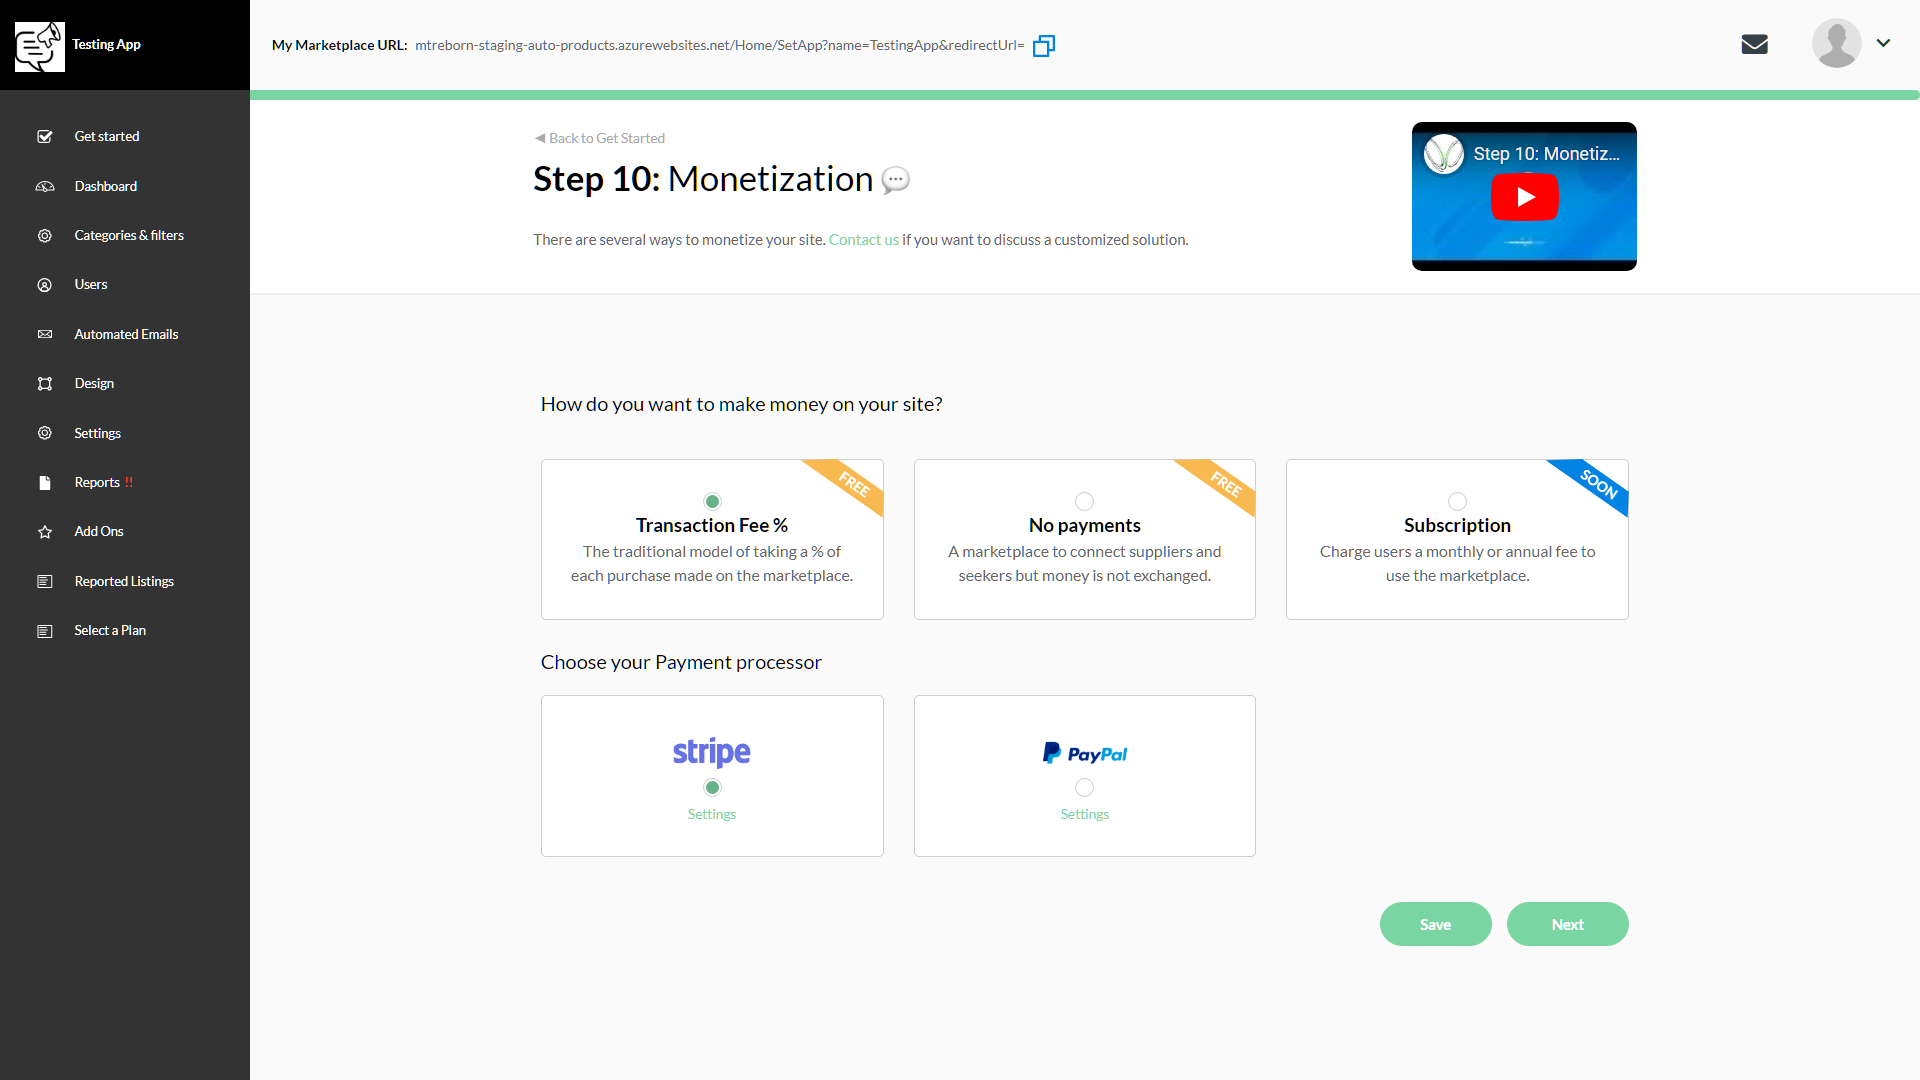 Testing App
My Marketplace URL: mtreborn-staging-auto-products.azurewebsites.net/Home/SetApp?name=TestingApp&redirectUrl=
Get started
Dashboard
Categories & filters
Users
Automated Emails
Design
Settings
Reports !!
Add Ons
Reported Listings
Select a Plan
◀ Back to Get Started
Step 10: Monetization
There are several ways to monetize your site. Contact us if you want to discuss a customized solution.
Step 10: Monetiz...
How do you want to make money on your site?
FREE
Transaction Fee %
The traditional model of taking a % of
each purchase made on the marketplace.
FREE
No payments
A marketplace to connect suppliers and
seekers but money is not exchanged.
SOON
Subscription
Charge users a monthly or annual fee to
use the marketplace.
Choose your Payment processor
stripe
Settings
PayPal
Settings
Save
Next